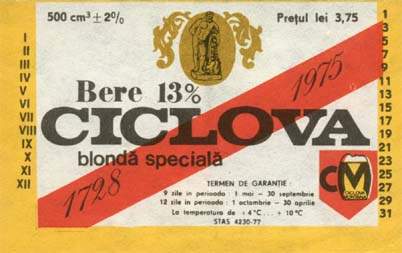 500 cm³ ± 2% Prețul lei 3,75
I
II
III
IV
V
VI
VII
VIII
IX
X
XI
XII
Bere 13%
CICLOVA
blondă specială
1728
1975
TERMEN DE GARANTIE :
9 zile in perioada : 1 mai — 30 septembrie
12 zile in perioada : 1 octombrie — 30 aprilie
La temperatura de +4°C... +10°C
STAS 4230-77
CM
CICLOVA
MONTANA
1
3
5
7
9
11
13
15
17
19
21
23
25
27
29
31